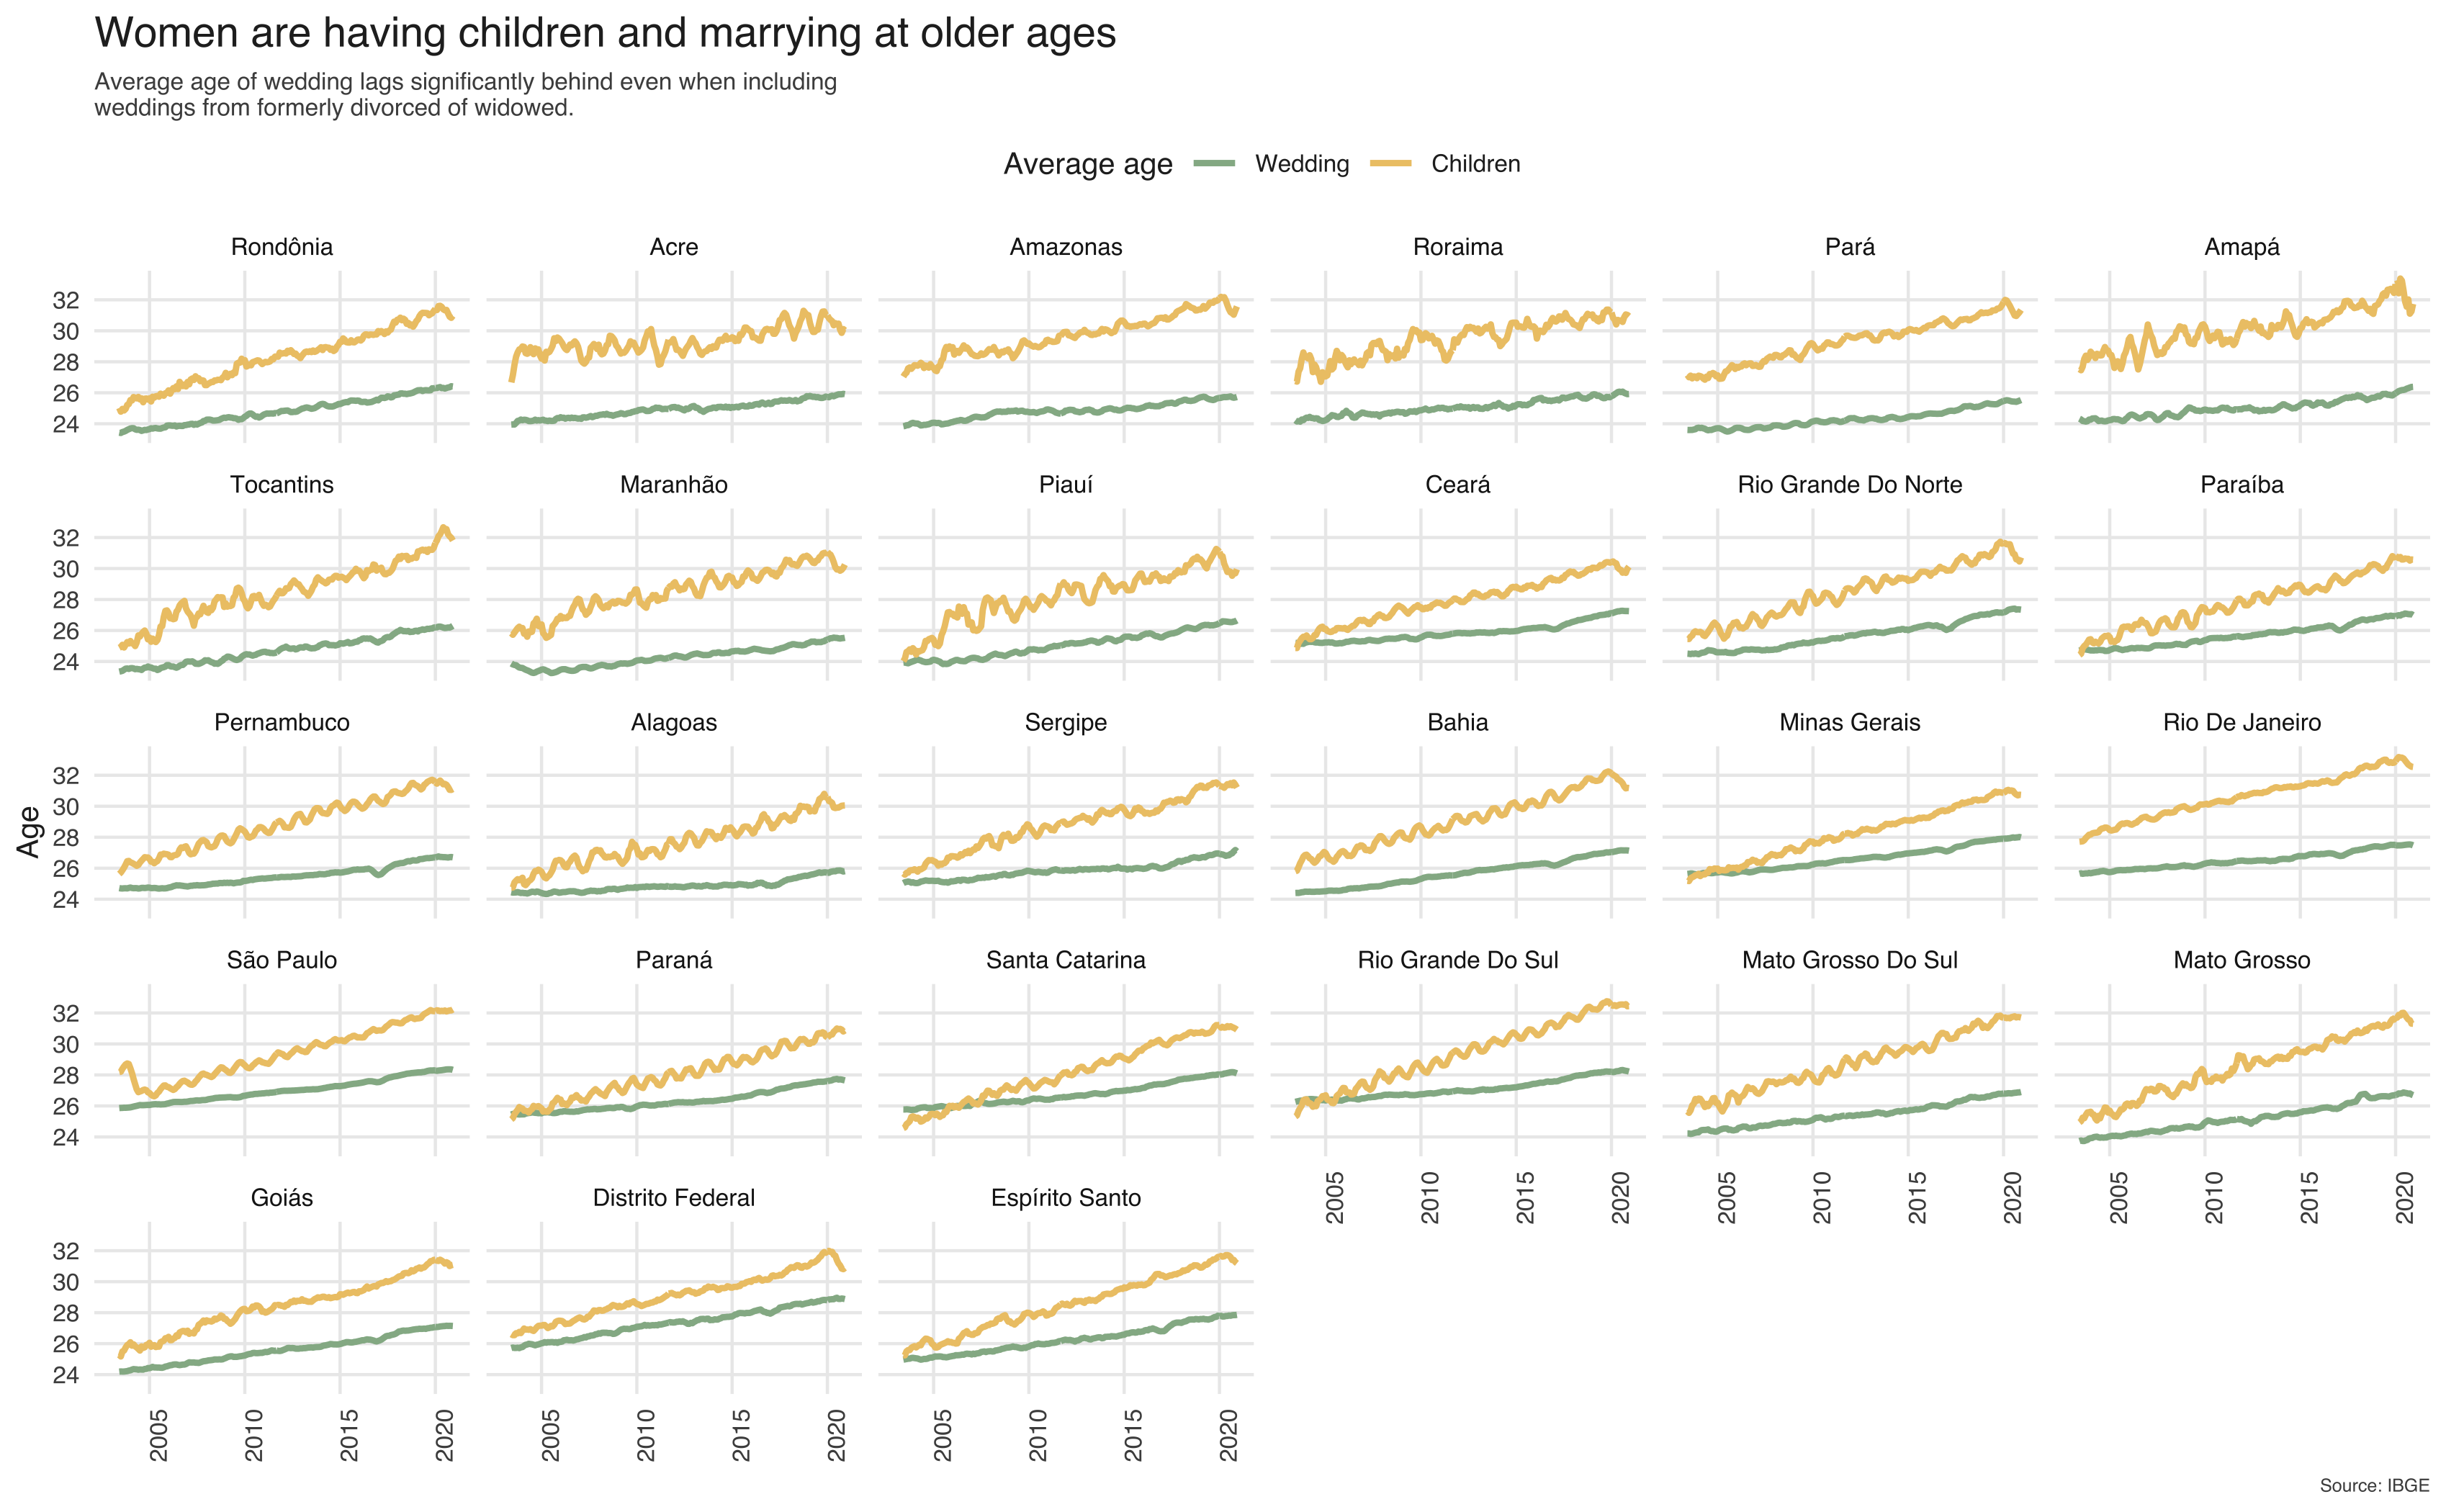 Women are having children and marrying at older ages
Average age of wedding lags significantly behind even when including
weddings from formerly divorced of widowed.
Average age Wedding Children
Rondônia Acre Amazonas Roraima Pará Amapá
32
30
28
26
24
Tocantins Maranhão Piauí Ceará Rio Grande Do Norte Paraíba
32
30
28
26
24
Pernambuco Alagoas Sergipe Bahia Minas Gerais Rio De Janeiro
32
30
28
26
24
Age
São Paulo Paraná Santa Catarina Rio Grande Do Sul Mato Grosso Do Sul Mato Grosso
32
30
28
26
24
2005 2010 2015 2020 2005 2010 2015 2020 2005 2010 2015 2020
Goiás Distrito Federal Espírito Santo
32
30
28
26
24
2005 2010 2015 2020 2005 2010 2015 2020 2005 2010 2015 2020
Source: IBGE